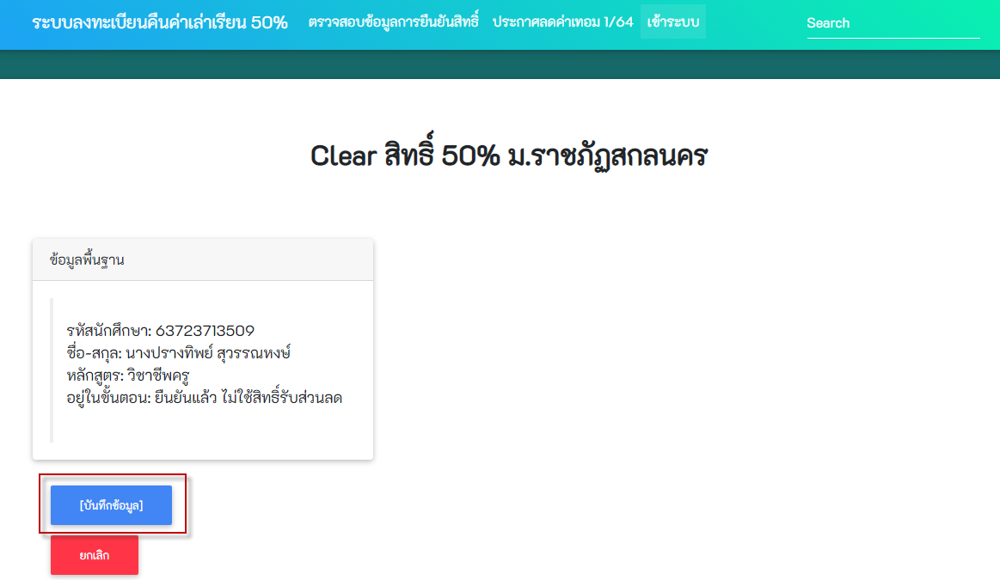 ระบบลงทะเบียนคืนค่าเล่าเรียน 50% ตรวจสอบข้อมูลการยืนยันสิทธิ์ ประกาศลดค่าเทอม 1/64 เข้าระบบ Search
Clear สิทธิ์ 50% ม.ราชภัฏสกลนคร
ข้อมูลพื้นฐาน
รหัสนักศึกษา: 63723713509
ชื่อ-สกุล: นางปรางทิพย์ สุวรรณหงษ์
หลักสูตร: วิชาชีพครู
อยู่ในขั้นตอน: ยืนยันแล้ว ไม่ใช้สิทธิ์รับส่วนลด
[บันทึกข้อมูล]
ยกเลิก